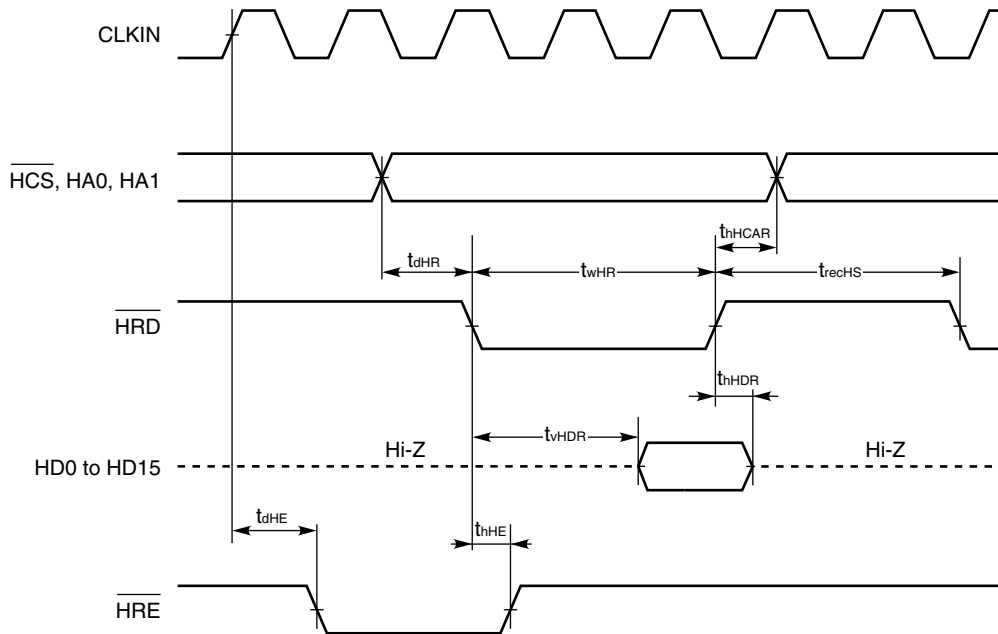 CLKIN
HCS, HA0, HA1
thHCAR
tdHR
twHR
trecHS
HRD
thHDR
tvHDR
Hi-Z
Hi-Z
HD0 to HD15
tdHE
thHE
HRE